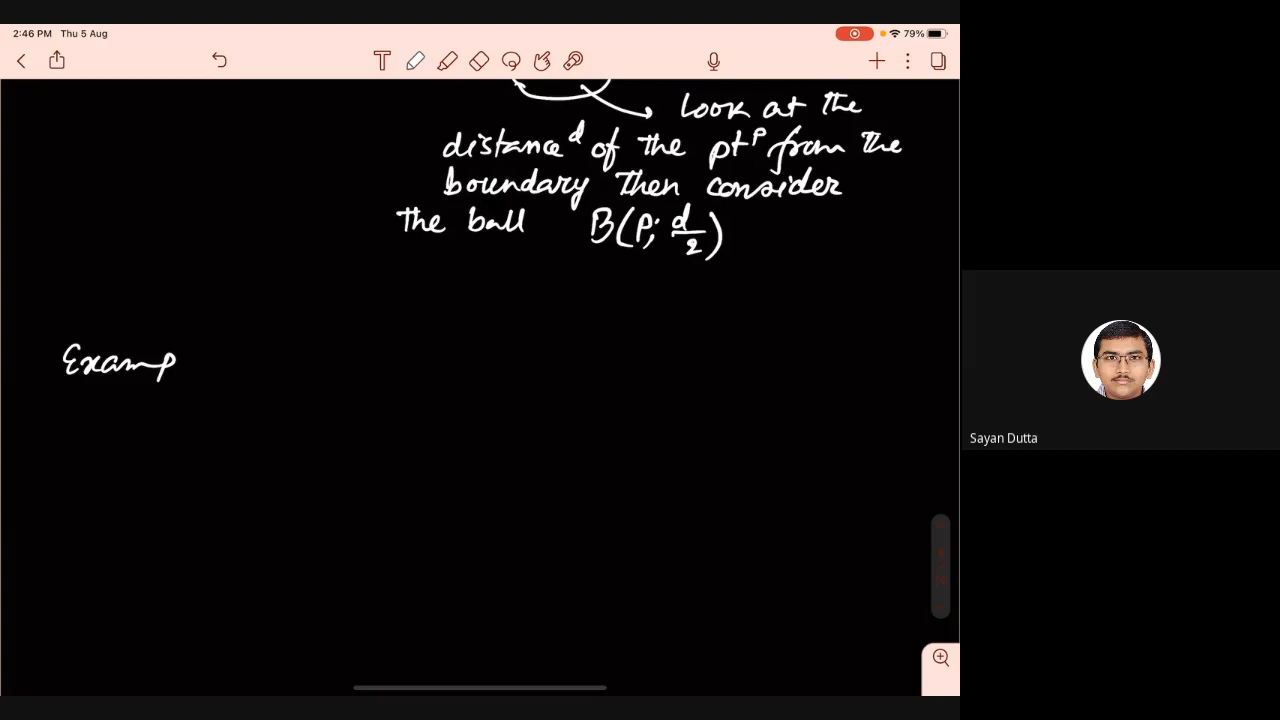 2:46 PM Thu 5 Aug
79%
look at the
distance d of the pt P from the
boundary then consider
the ball B(P; d/2)
Examp
Sayan Dutta